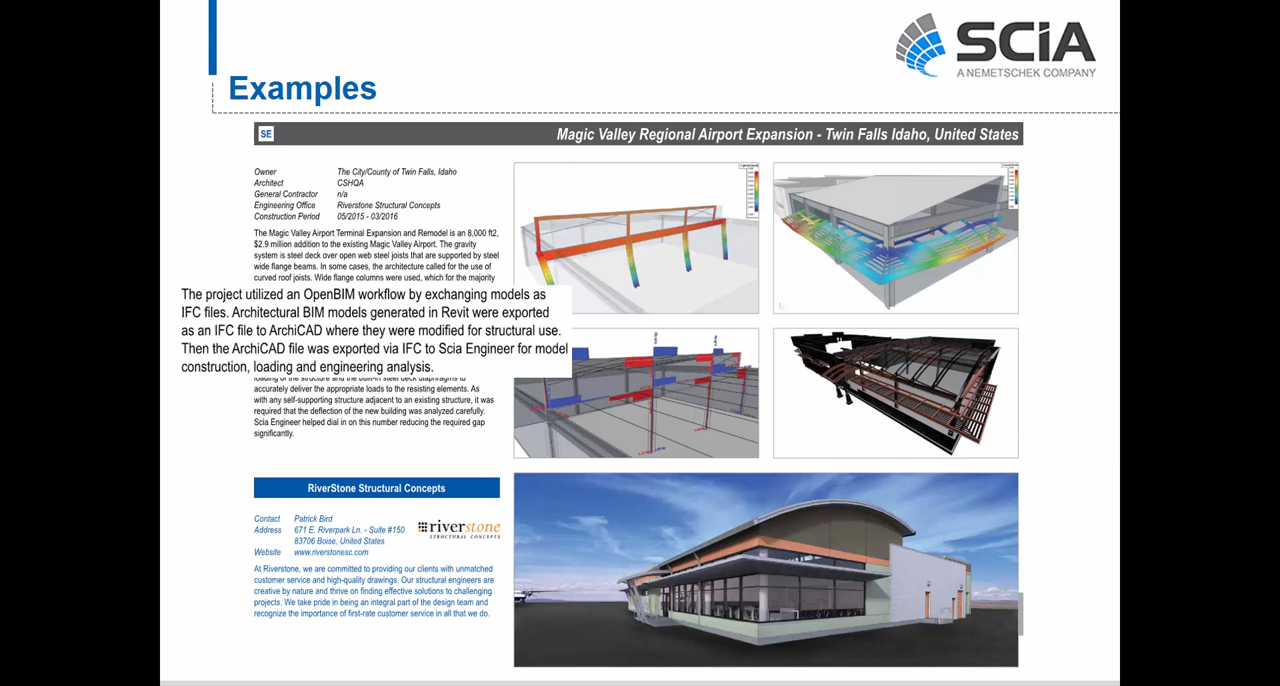 SCiA
A NEMETSCHEK COMPANY
Examples
SE
Magic Valley Regional Airport Expansion - Twin Falls Idaho, United States
Owner The City/County of Twin Falls, Idaho
Architect CSHQA
General Contractor n/a
Engineering Office Riverstone Structural Concepts
Construction Period 05/2015 - 03/2016
The Magic Valley Airport Terminal Expansion and Remodel is an 8,000 ft2,
$2.9 million addition to the existing Magic Valley Airport. The gravity
system is steel deck over open web steel joists that are supported by steel
wide flange beams. In some cases, the architecture called for the use of
curved roof joists. Wide flange columns were used, which for the majority
The project utilized an OpenBIM workflow by exchanging models as
IFC files. Architectural BIM models generated in Revit were exported
as an IFC file to ArchiCAD where they were modified for structural use.
Then the ArchiCAD file was exported via IFC to Scia Engineer for model
construction, loading and engineering analysis.
loading of the structure and the built-in steel deck diaphragms to
accurately deliver the appropriate loads to the resisting elements. As
with any self-supporting structure adjacent to an existing structure, it was
required that the deflection of the new building was analyzed carefully.
Scia Engineer helped dial in on this number reducing the required gap
significantly.
RiverStone Structural Concepts
Contact Patrick Bird
Address 671 E. Riverpark Ln. - Suite #150
83706 Boise, United States
Website www.riverstonesc.com
riverstone
STRUCTURAL CONCEPTS
At Riverstone, we are committed to providing our clients with unmatched
customer service and high-quality drawings. Our structural engineers are
creative by nature and thrive on finding effective solutions to challenging
projects. We take pride in being an integral part of the design team and
recognize the importance of first-rate customer service in all that we do.